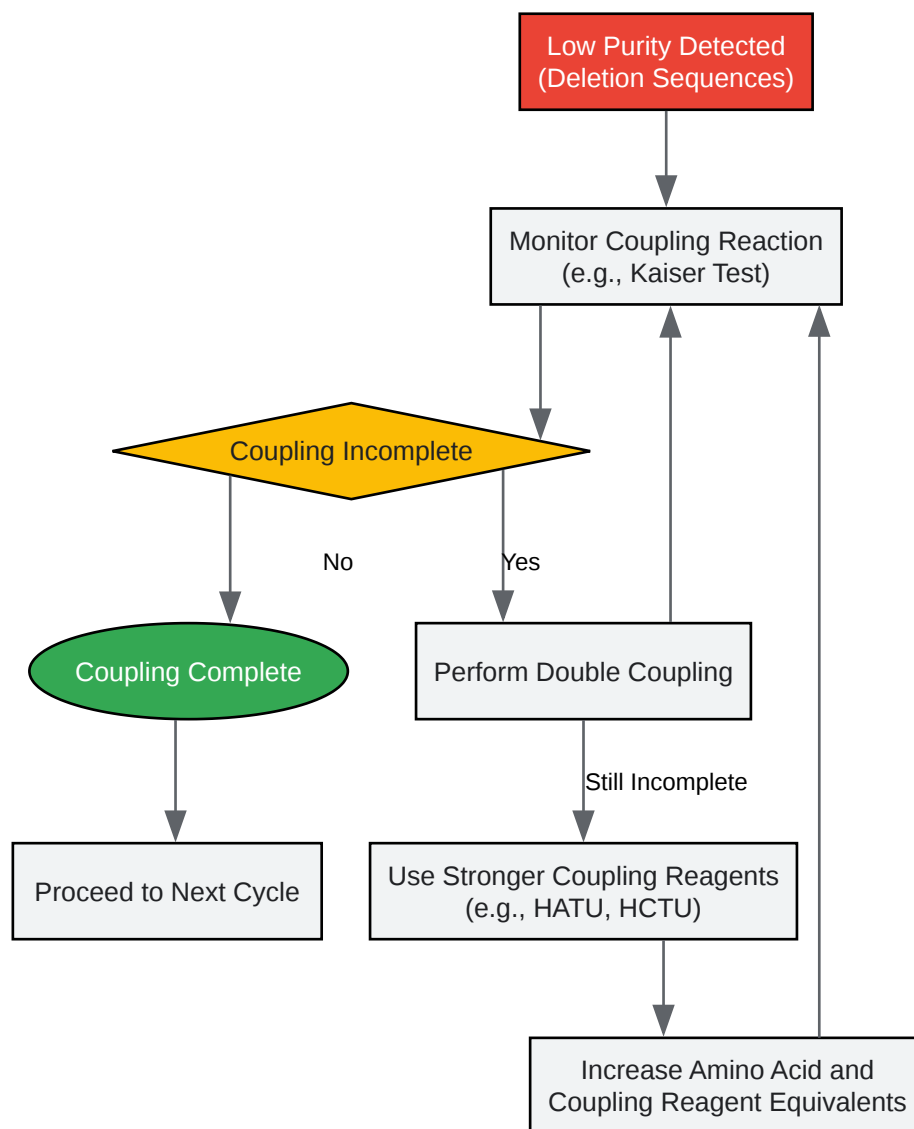 Low Purity Detected
(Deletion Sequences)
Monitor Coupling Reaction
(e.g., Kaiser Test)
Coupling Incomplete
No
Yes
Coupling Complete
Perform Double Coupling
Still Incomplete
Proceed to Next Cycle
Use Stronger Coupling Reagents
(e.g., HATU, HCTU)
Increase Amino Acid and
Coupling Reagent Equivalents